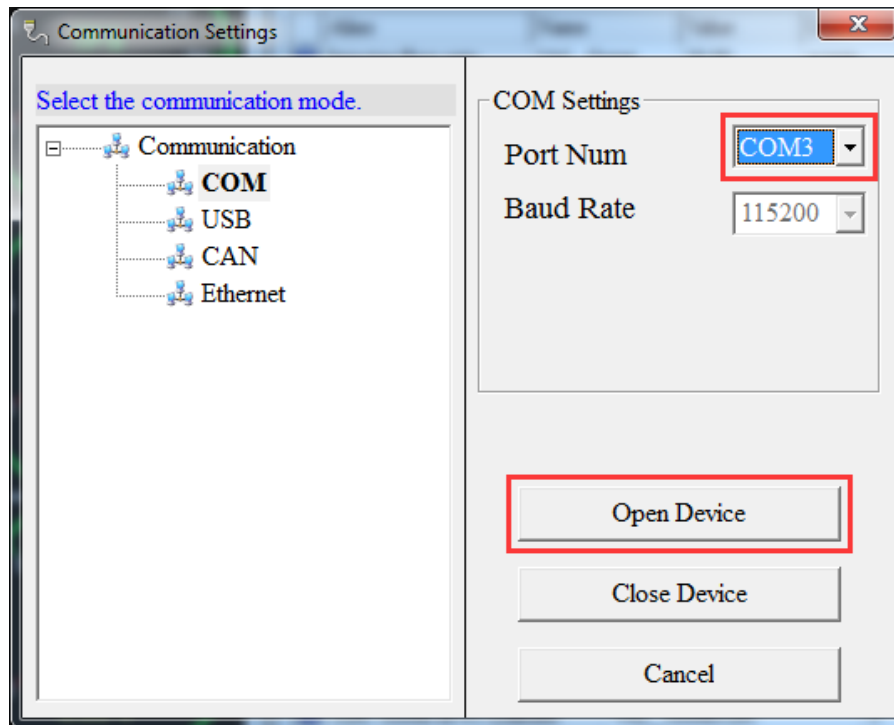 Communication Settings
Select the communication mode.
Communication
COM
USB
CAN
Ethernet
COM Settings
Port Num
COM3
Baud Rate
115200
Open Device
Close Device
Cancel